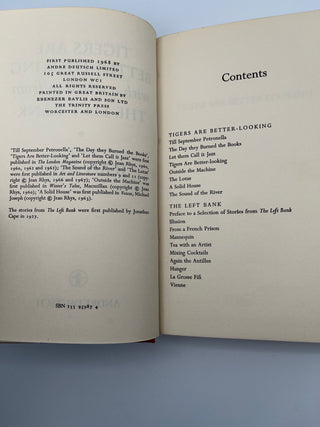 FIRST PUBLISHED 1968 BY
ANDRE DEUTSCH LIMITED
105 GREAT RUSSELL STREET
LONDON WC1
ALL RIGHTS RESERVED
PRINTED IN GREAT BRITAIN BY
EBENEZER BAYLIS AND SON LTD
THE TRINITY PRESS
WORCESTER AND LONDON
'Till September Petronella', 'The Day they Burned the Books',
'Tigers Are Better-Looking' and 'Let them Call it Jazz' were first
published in The London Magazine (copyright © Jean Rhys, 1960,
1960, 1962 and 1962); 'The Sound of the River' and 'The Lotus' were
first published in Art and Literature numbers 9 and 11 (copy-
right © Jean Rhys, 1966 and 1967); 'Outside the Machine' was
first published in Winter's Tales, Macmillan (copyright © Jean
Rhys, 1960); 'A Solid House' was first published in Voices, Michael
Joseph (copyright © Jean Rhys, 1963).
The stories from The Left Bank were first published by Jonathan
Cape in 1927.
SBN 233 95987 4
Contents
TIGERS ARE BETTER-LOOKING
Till September Petronella
The Day they Burned the Books
Let them Call it Jazz
Tigers are Better-looking
Outside the Machine
The Lotus
A Solid House
The Sound of the River
THE LEFT BANK
Preface to a Selection of Stories from The Left Bank
Illusion
From a French Prison
Mannequin
Tea with an Artist
Mixing Cocktails
Again the Antilles
Hunger
La Grosse Fifi
Vienne